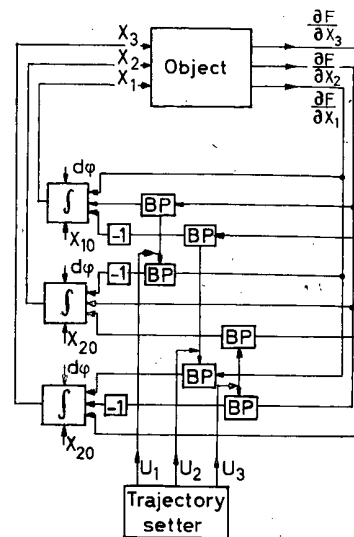 X3
X2
X1
Object
∂F
∂X3
∂F
∂X2
∂F
∂X1
dφ
∫
X10
BP
-1
BP
dφ
∫
X20
-1
BP
BP
dφ
∫
X20
BP
-1
BP
U1
U2
U3
Trajectory
setter